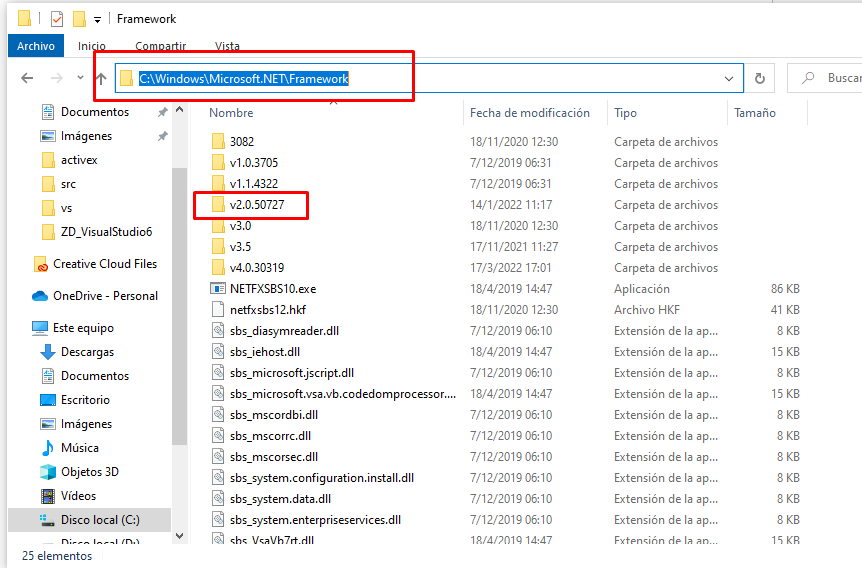 Framework
Archivo Inicio Compartir Vista
C:\Windows\Microsoft.NET\Framework Buscar
Nombre Fecha de modificación Tipo Tamaño
Documentos
Imágenes
activex
src
vs
ZD_VisualStudio6
Creative Cloud Files
OneDrive - Personal
Este equipo
Descargas
Documentos
Escritorio
Imágenes
Música
Objetos 3D
Vídeos
Disco local (C:)
Disco local (D:)
3082 18/11/2020 12:30 Carpeta de archivos
v1.0.3705 7/12/2019 06:31 Carpeta de archivos
v1.1.4322 7/12/2019 06:31 Carpeta de archivos
v2.0.50727 14/1/2022 11:17 Carpeta de archivos
v3.0 18/11/2020 12:30 Carpeta de archivos
v3.5 17/11/2021 11:27 Carpeta de archivos
v4.0.30319 17/3/2022 17:01 Carpeta de archivos
NETFXSBS10.exe 18/4/2019 14:47 Aplicación 86 KB
netfxsbs12.hkf 18/11/2020 12:30 Archivo HKF 41 KB
sbs_diasymreader.dll 7/12/2019 06:10 Extensión de la ap... 8 KB
sbs_iehost.dll 18/4/2019 14:47 Extensión de la ap... 15 KB
sbs_microsoft.jscript.dll 7/12/2019 06:10 Extensión de la ap... 8 KB
sbs_microsoft.vsa.vb.codedomprocessor.... 18/4/2019 14:47 Extensión de la ap... 15 KB
sbs_mscordbi.dll 7/12/2019 06:10 Extensión de la ap... 8 KB
sbs_mscorrc.dll 7/12/2019 06:10 Extensión de la ap... 8 KB
sbs_mscorsec.dll 7/12/2019 06:10 Extensión de la ap... 8 KB
sbs_system.configuration.install.dll 7/12/2019 06:10 Extensión de la ap... 8 KB
sbs_system.data.dll 7/12/2019 06:10 Extensión de la ap... 8 KB
sbs_system.enterpriseservices.dll 7/12/2019 06:10 Extensión de la ap... 8 KB
sbs_VsaVb7rt.dll 18/4/2019 14:47 Extensión de la ap... 15 KB
25 elementos